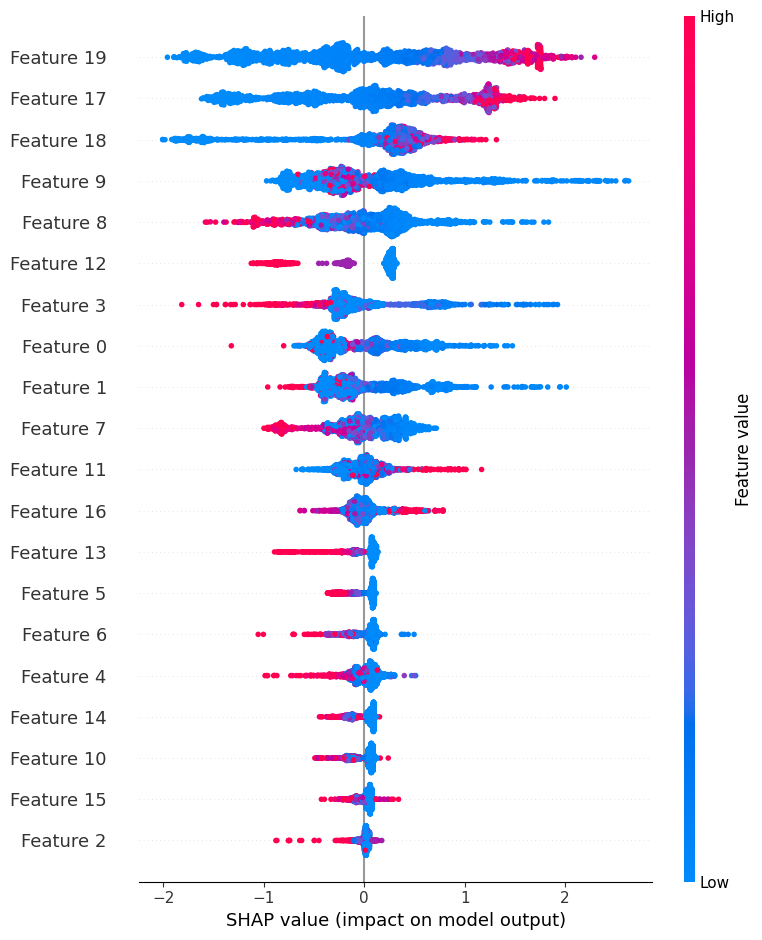 High
Feature 19
Feature 17
Feature 18
Feature 9
Feature 8
Feature 12
Feature 3
Feature 0
Feature 1
Feature 7
Feature 11
Feature 16
Feature 13
Feature 5
Feature 6
Feature 4
Feature 14
Feature 10
Feature 15
Feature 2
Feature value
Low
−2 −1 0 1 2
SHAP value (impact on model output)